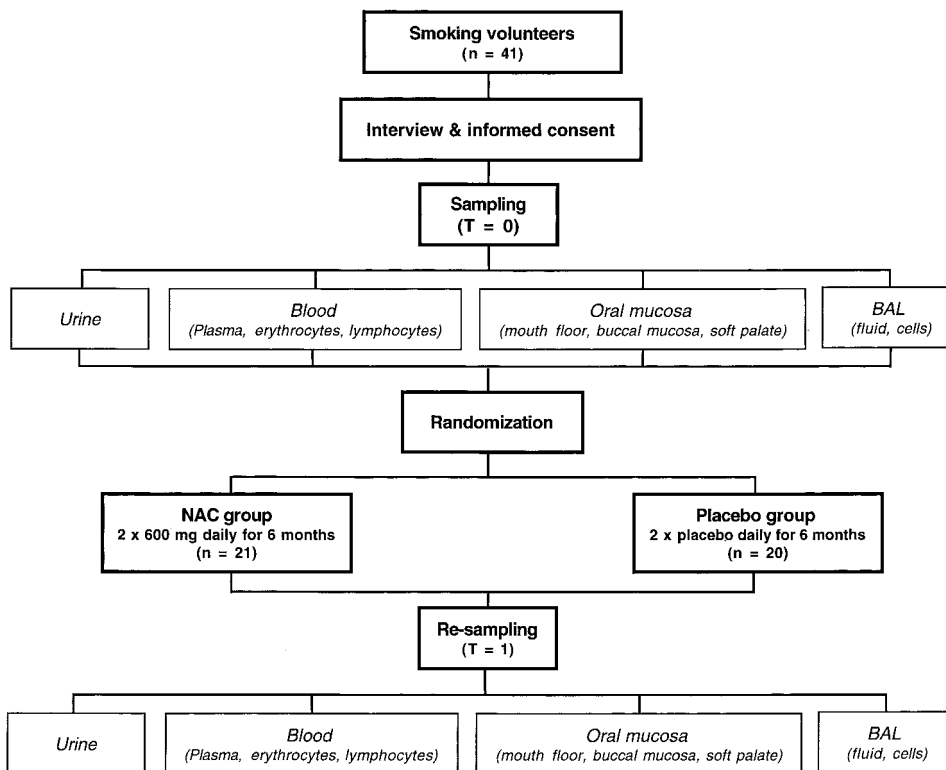 Smoking volunteers
(n = 41)
Interview & informed consent
Sampling
(T = 0)
Urine
Blood
(Plasma, erythrocytes, lymphocytes)
Oral mucosa
(mouth floor, buccal mucosa, soft palate)
BAL
(fluid, cells)
Randomization
NAC group
2 x 600 mg daily for 6 months
(n = 21)
Placebo group
2 x placebo daily for 6 months
(n = 20)
Re-sampling
(T = 1)
Urine
Blood
(Plasma, erythrocytes, lymphocytes)
Oral mucosa
(mouth floor, buccal mucosa, soft palate)
BAL
(fluid, cells)